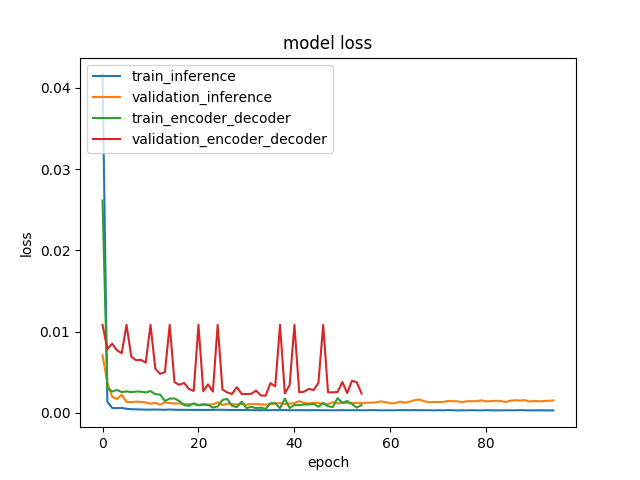 model loss
train_inference
validation_inference
train_encoder_decoder
validation_encoder_decoder
0.04
0.03
0.02
0.01
0.00
loss
0 20 40 60 80
epoch